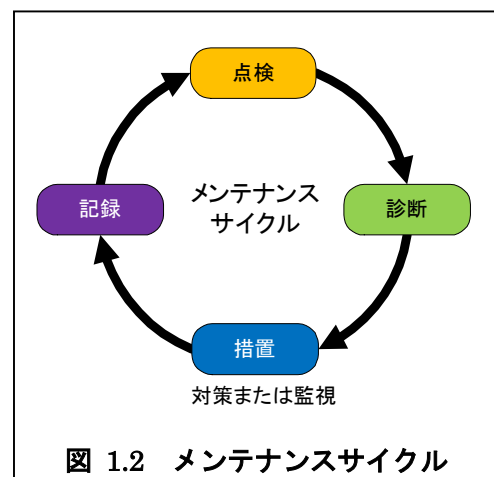 点検
記録
メンテナンス
サイクル
診断
措置
対策または監視
図 1.2 メンテナンスサイクル